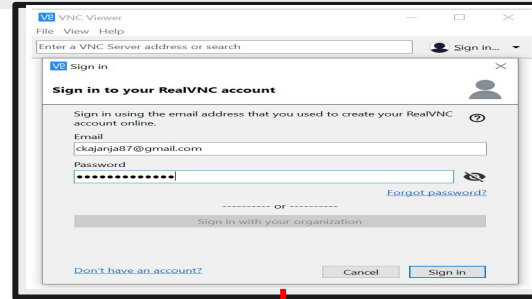 VNC Viewer
File View Help
Enter a VNC Server address or search
Sign in...
Sign in
Sign in to your RealVNC account
Sign in using the email address that you used to create your RealVNC
account online.
Email
ckajanja87@gmail.com
Password
•••••••••••••
Forgot password?
---------- or ----------
Sign in with your organization
Don't have an account?
Cancel
Sign in